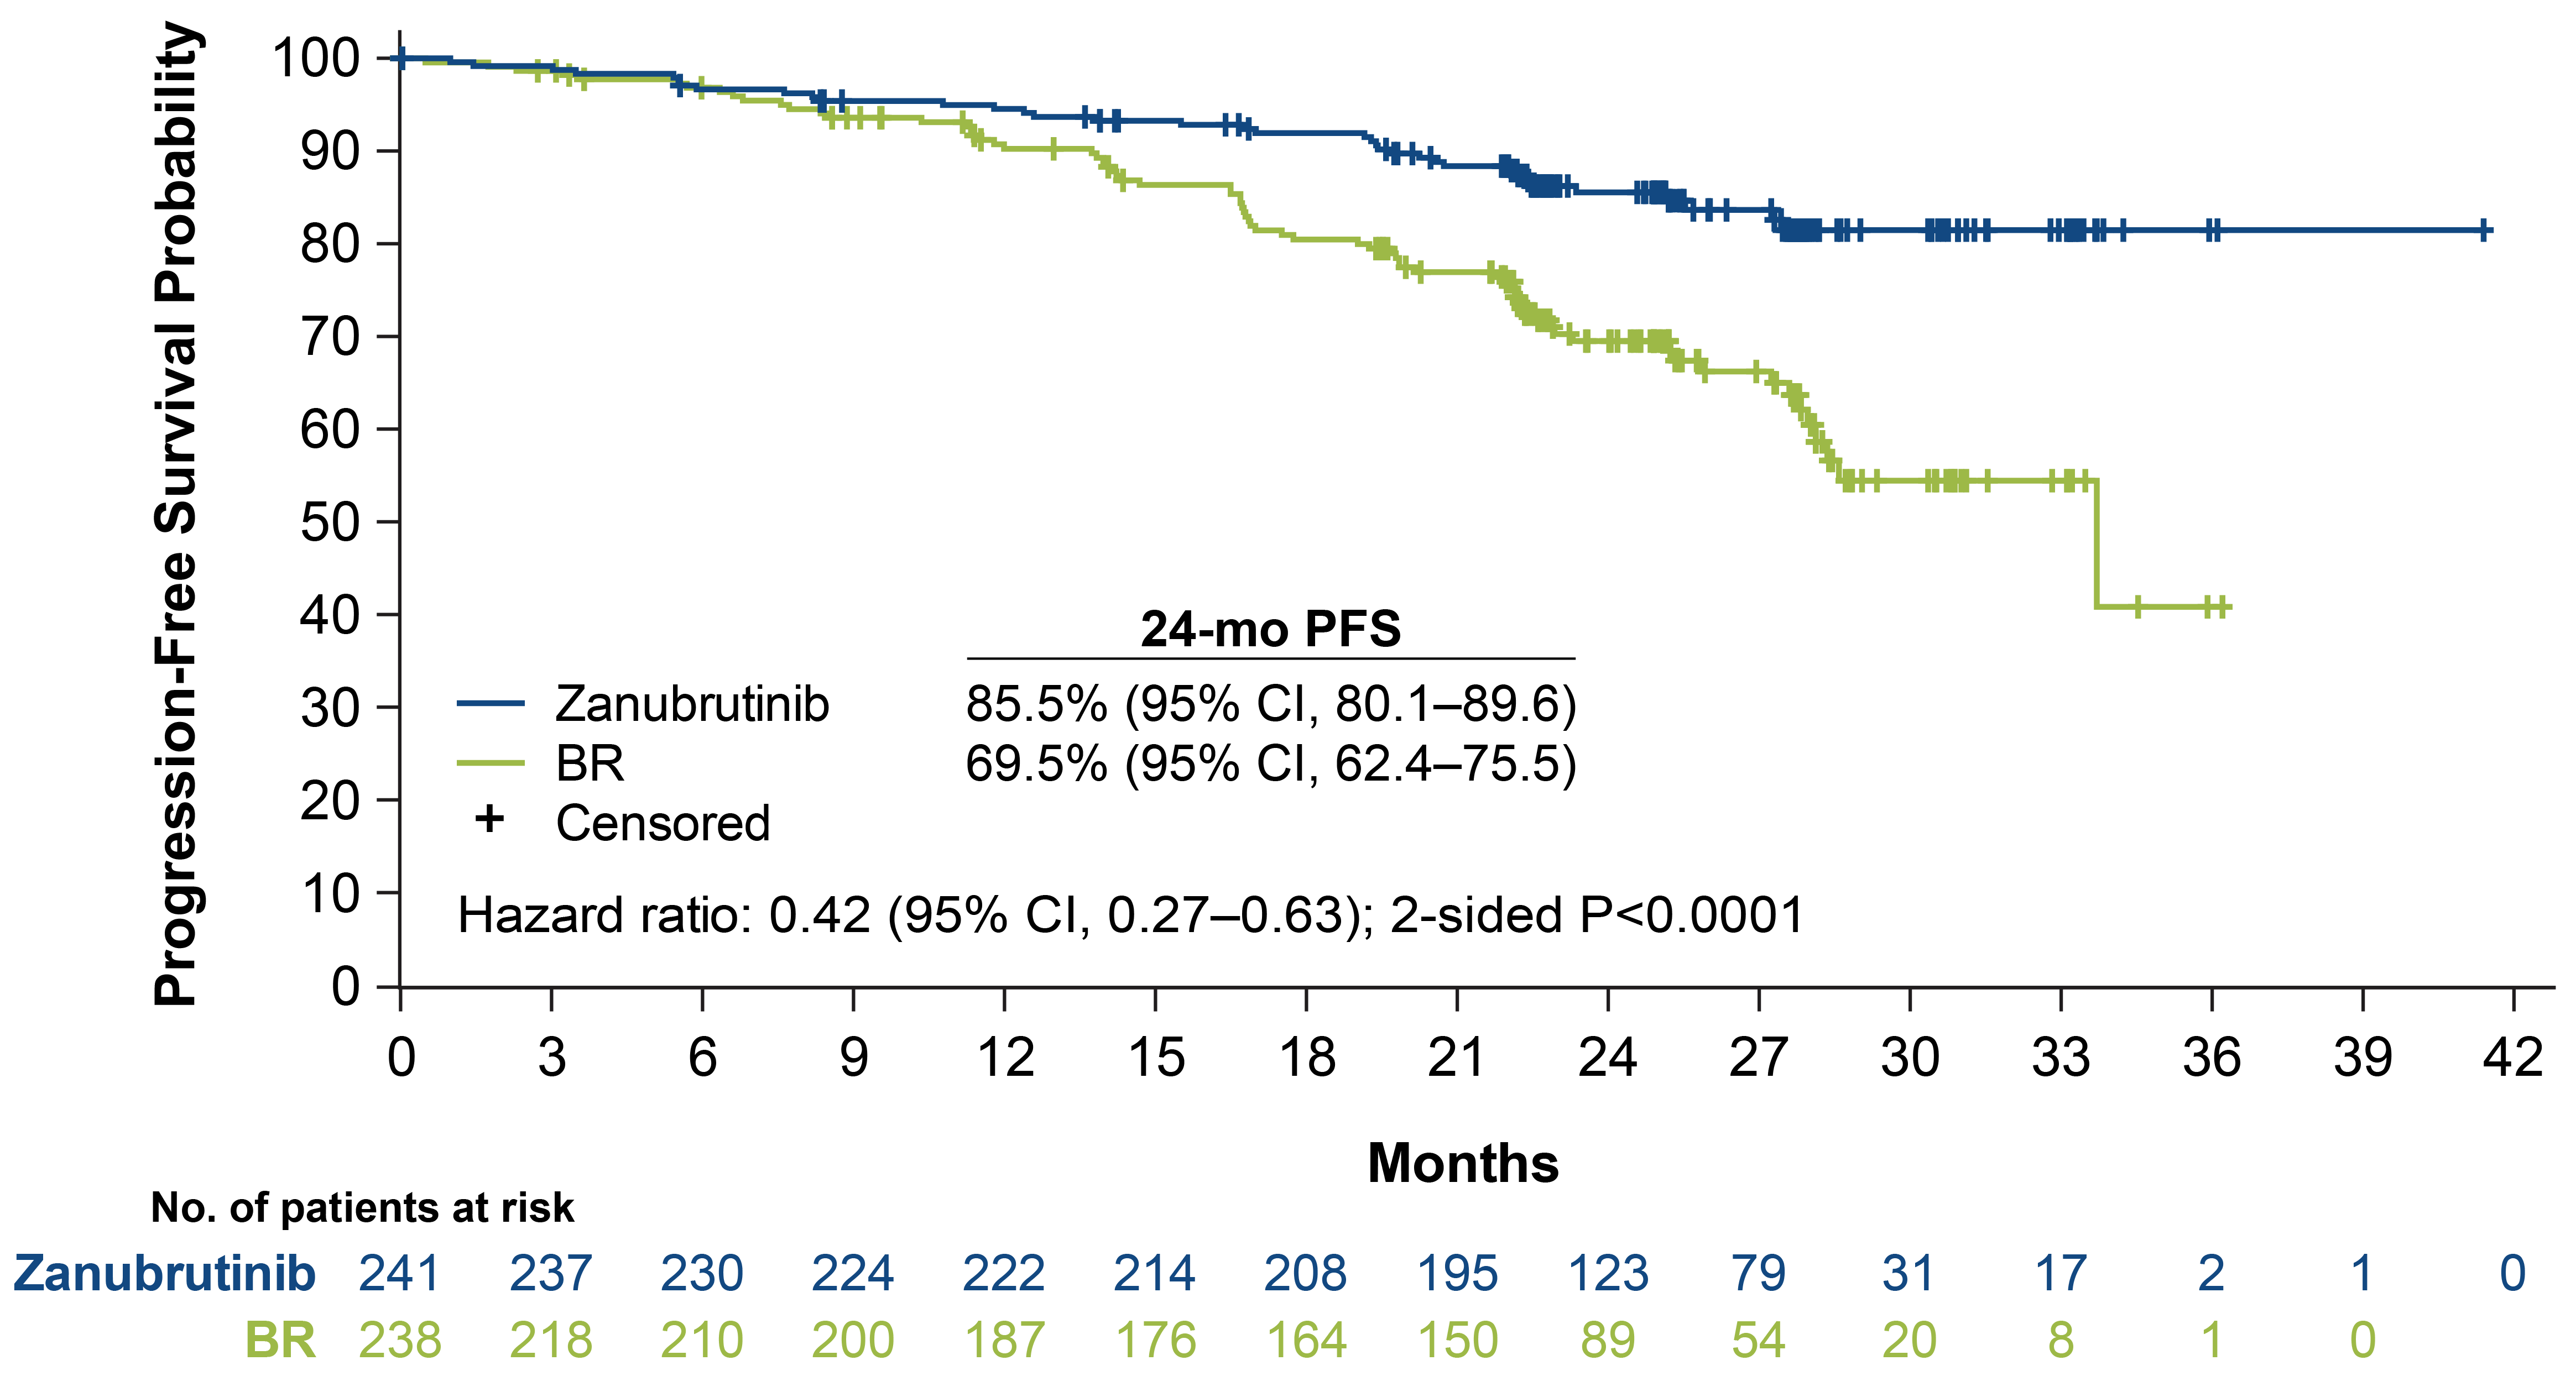 Progression-Free Survival Probability
100
90
80
70
60
50
40
30
20
10
0
24-mo PFS
Zanubrutinib 85.5% (95% CI, 80.1–89.6)
BR 69.5% (95% CI, 62.4–75.5)
+ Censored
Hazard ratio: 0.42 (95% CI, 0.27–0.63); 2-sided P<0.0001
0 3 6 9 12 15 18 21 24 27 30 33 36 39 42
Months
No. of patients at risk
Zanubrutinib 241 237 230 224 222 214 208 195 123 79 31 17 2 1 0
BR 238 218 210 200 187 176 164 150 89 54 20 8 1 0